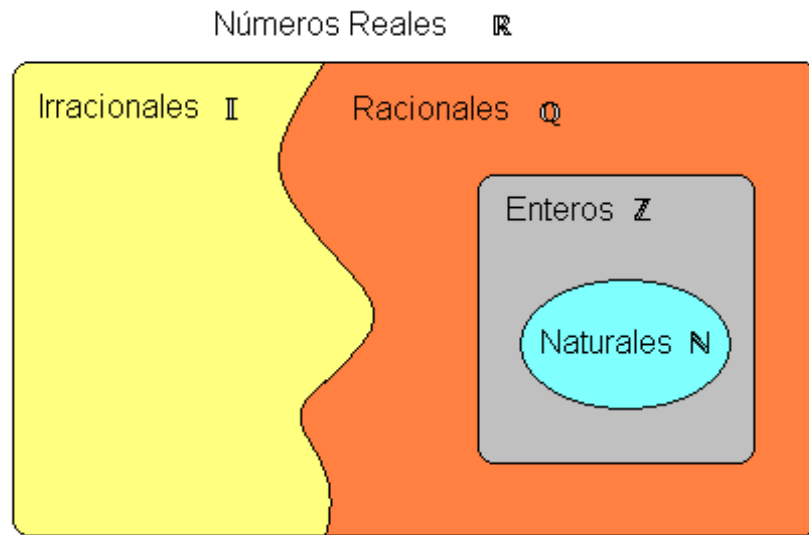 Números Reales ℝ
Irracionales 𝕀
Racionales ℚ
Enteros ℤ
Naturales ℕ